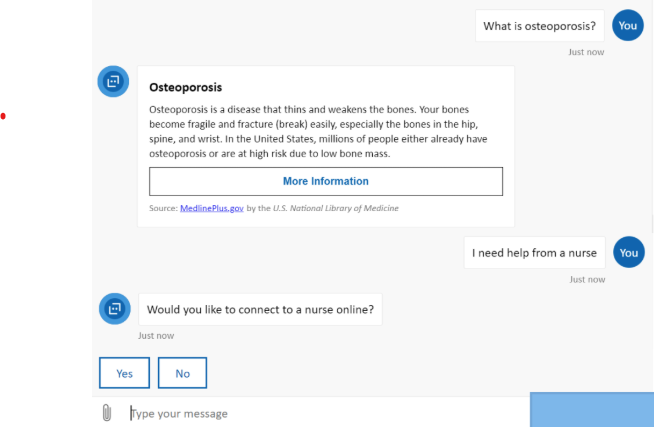 What is osteoporosis?
You
Just now
Osteoporosis
Osteoporosis is a disease that thins and weakens the bones. Your bones
become fragile and fracture (break) easily, especially the bones in the hip,
spine, and wrist. In the United States, millions of people either already have
osteoporosis or are at high risk due to low bone mass.
More Information
Source: MedlinePlus.gov by the U.S. National Library of Medicine
I need help from a nurse
You
Just now
Would you like to connect to a nurse online?
Just now
Yes
No
Type your message